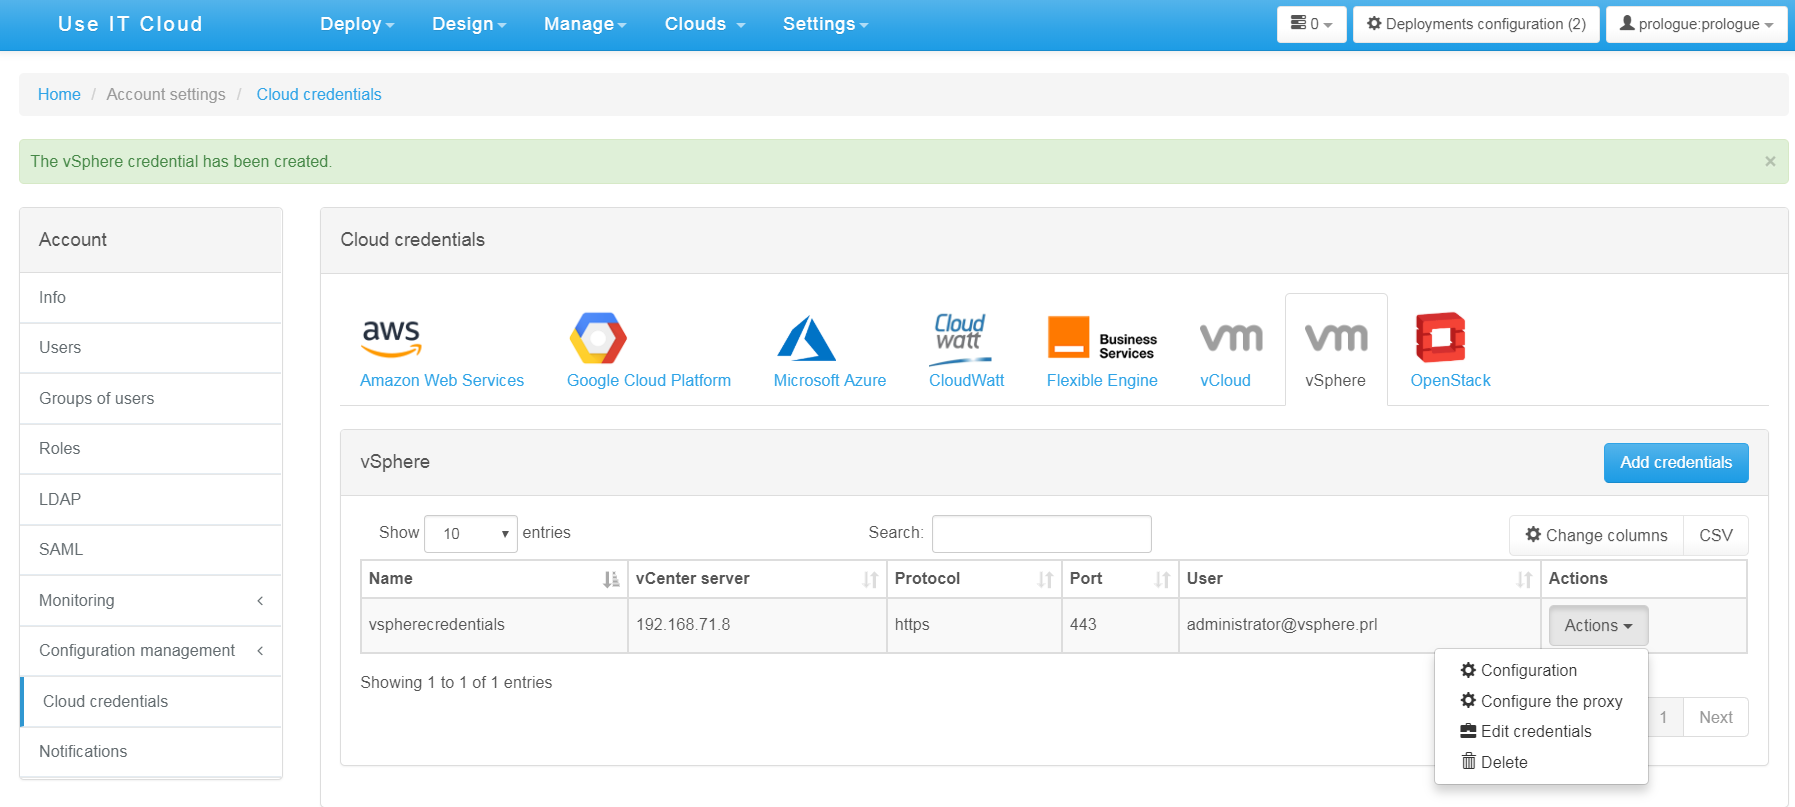 Use IT Cloud Deploy Design Manage Clouds Settings 0 Deployments configuration (2) prologue:prologue
Home / Account settings / Cloud credentials
The vSphere credential has been created. ×
Account
Info
Users
Groups of users
Roles
LDAP
SAML
Monitoring
Configuration management
Cloud credentials
Notifications
Cloud credentials
aws
Amazon Web Services
Google Cloud Platform
Microsoft Azure
Cloud
watt
CloudWatt
Business
Services
Flexible Engine
vm
vCloud
vm
vSphere
OpenStack
vSphere Add credentials
Show 10 entries Search: Change columns CSV
Name vCenter server Protocol Port User Actions
vspherecredentials 192.168.71.8 https 443 administrator@vsphere.prl Actions
Showing 1 to 1 of 1 entries
Configuration
Configure the proxy
Edit credentials
Delete
1 Next